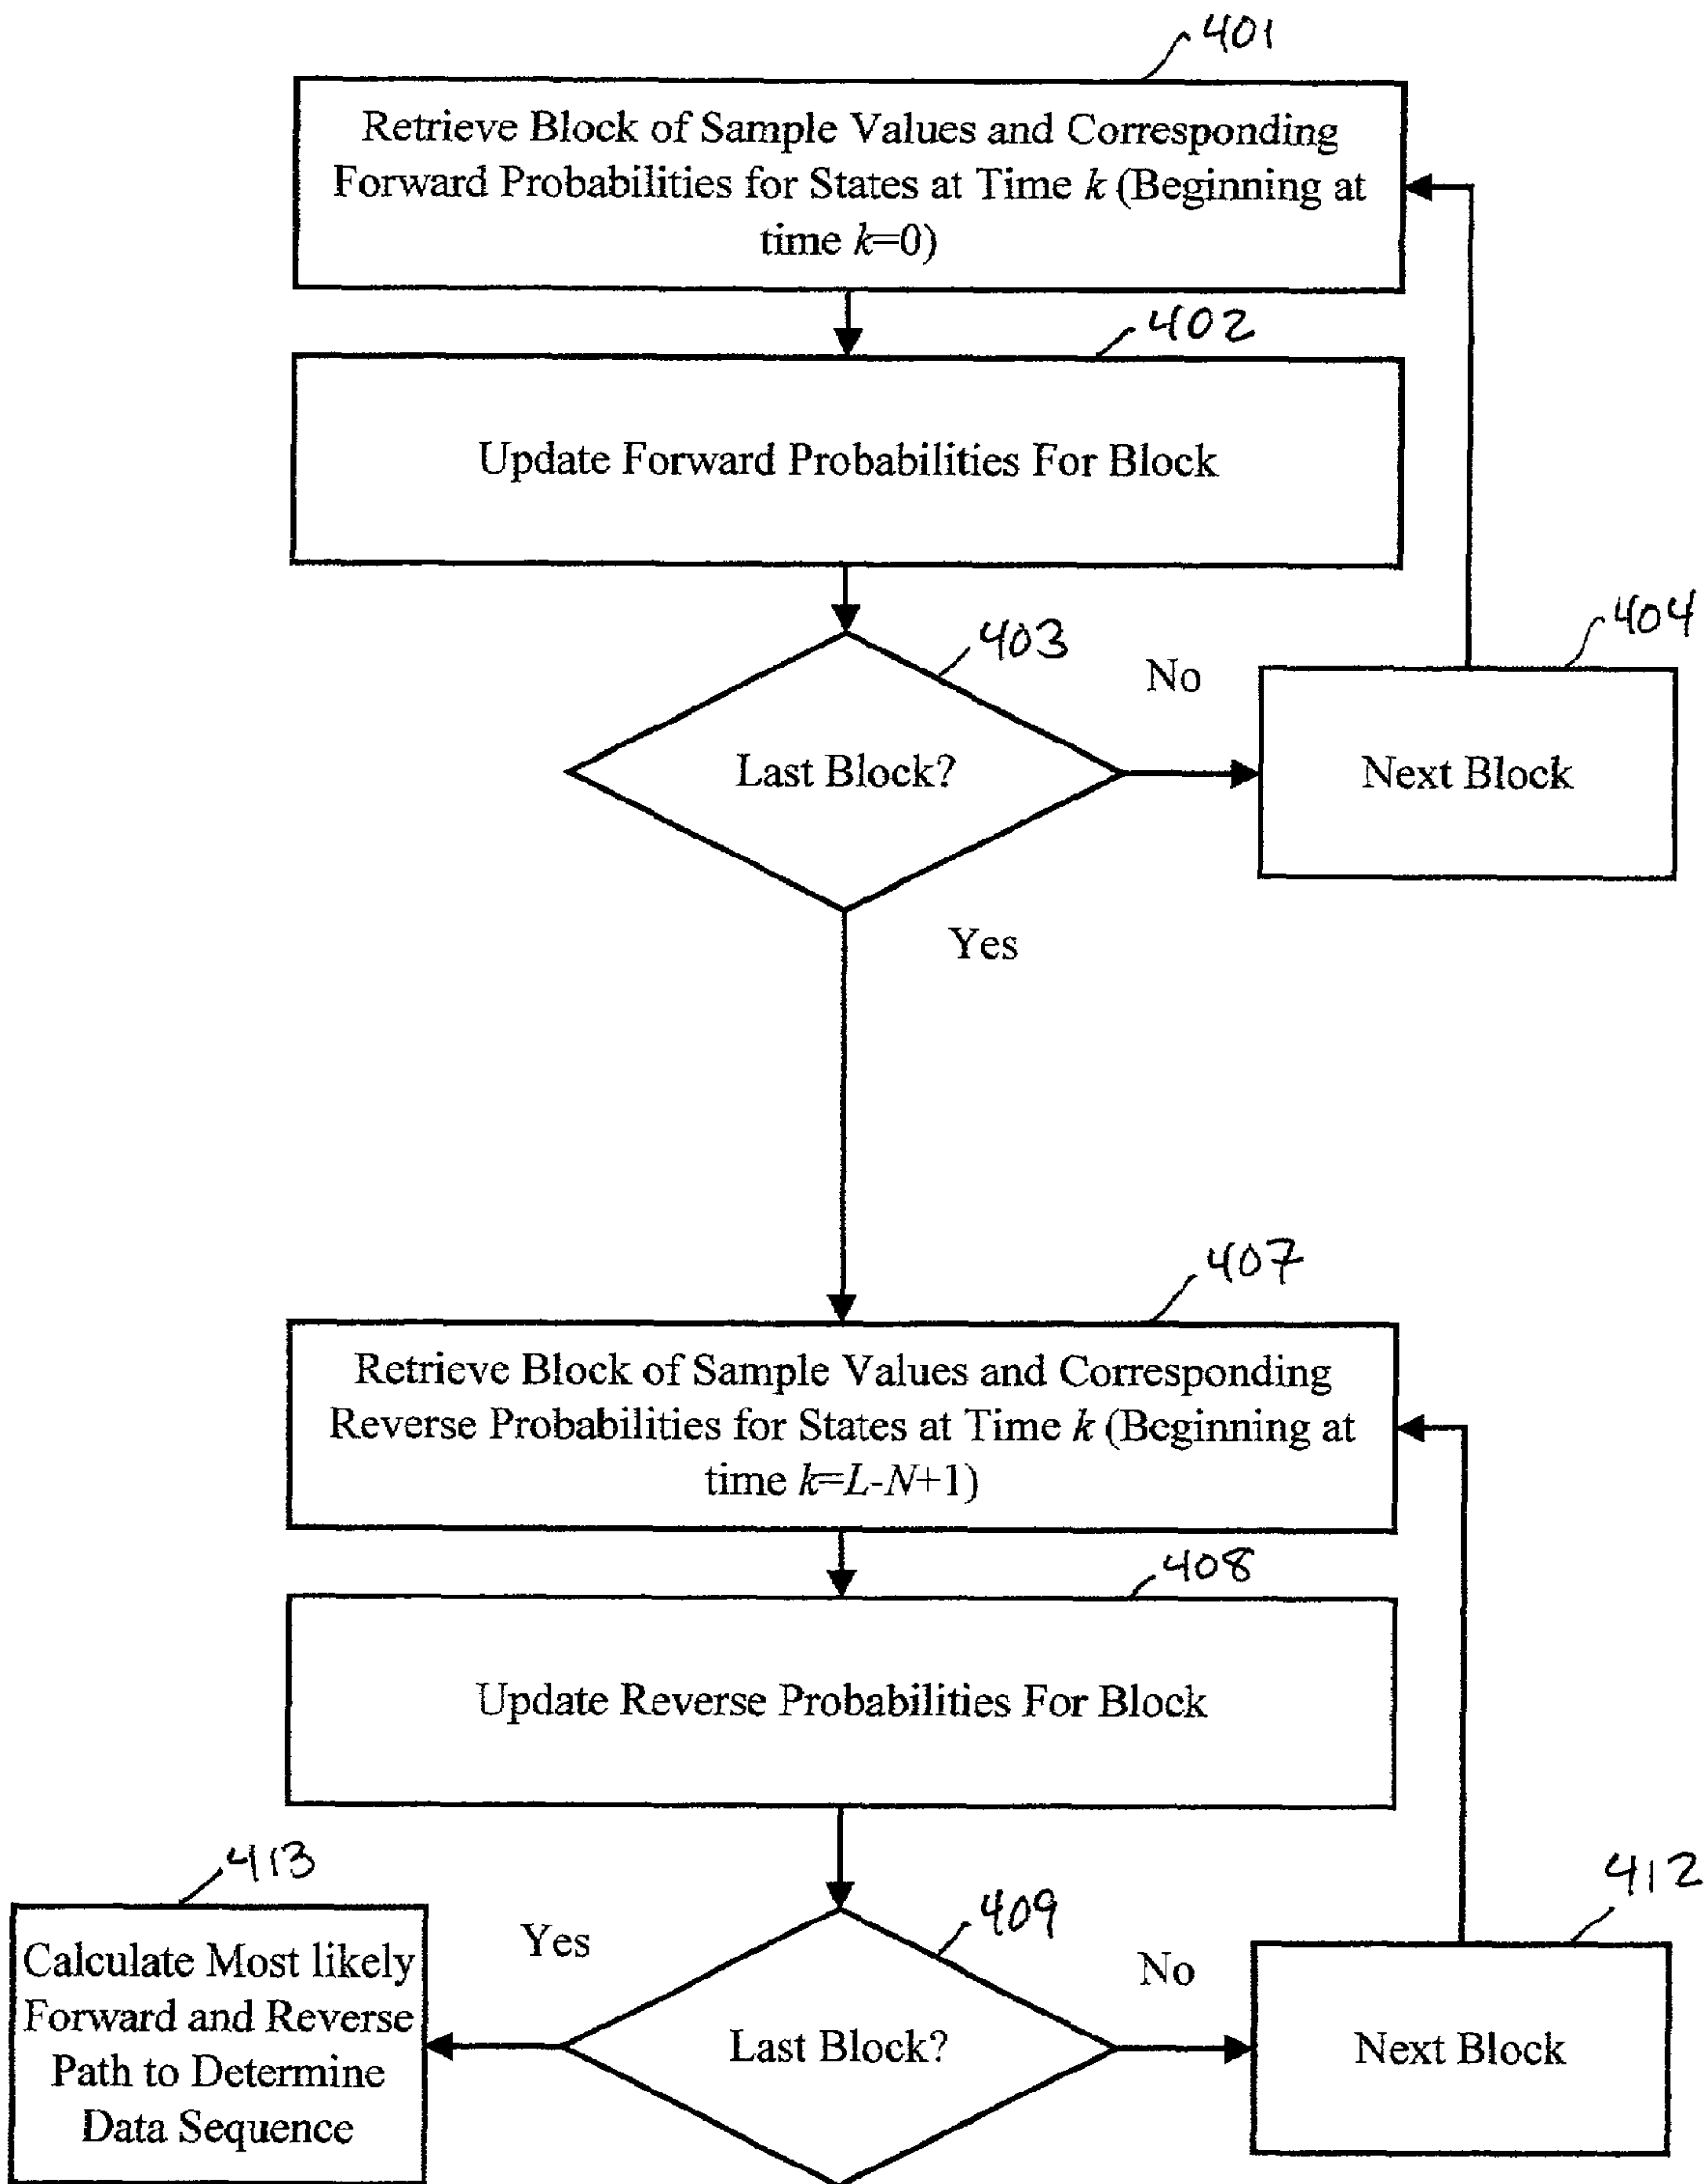 401
Retrieve Block of Sample Values and Corresponding
Forward Probabilities for States at Time k (Beginning at
time k=0)
402
Update Forward Probabilities For Block
403
404
No
Last Block?
Next Block
Yes
407
Retrieve Block of Sample Values and Corresponding
Reverse Probabilities for States at Time k (Beginning at
time k=L-N+1)
408
Update Reverse Probabilities For Block
413
409
412
Yes
No
Calculate Most likely
Forward and Reverse
Path to Determine
Data Sequence
Last Block?
Next Block